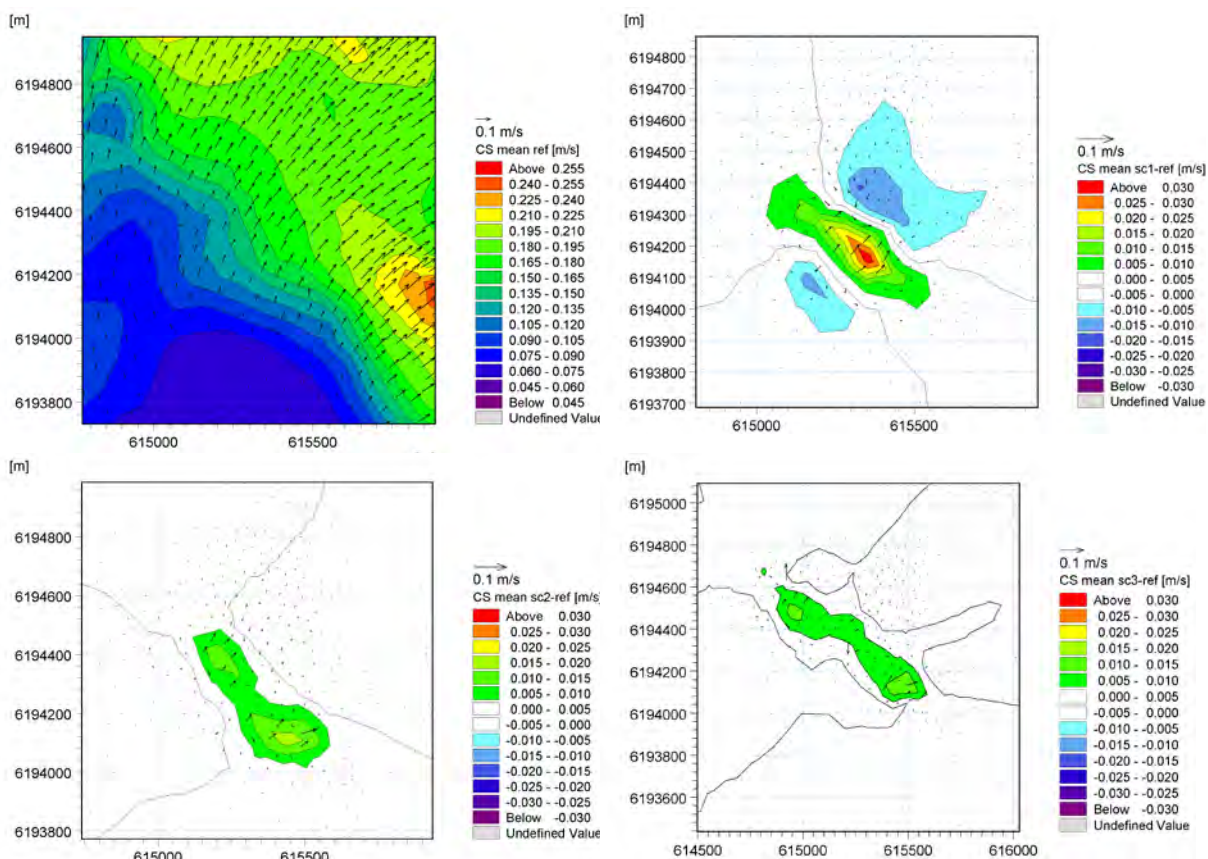 [m]
6194800
6194600
6194400
6194200
6194000
6193800
615000
615500
0.1 m/s
CS mean ref [m/s]
Above 0.255
0.240 - 0.255
0.225 - 0.240
0.210 - 0.225
0.195 - 0.210
0.180 - 0.195
0.165 - 0.180
0.150 - 0.165
0.135 - 0.150
0.120 - 0.135
0.105 - 0.120
0.090 - 0.105
0.075 - 0.090
0.060 - 0.075
0.045 - 0.060
Below 0.045
Undefined Value
[m]
6194800
6194600
6194500
6194400
6194300
6194200
6194100
6194000
6193900
6193800
6193700
615000
615500
0.1 m/s
CS mean sc1-ref [m/s]
Above 0.030
0.025 - 0.030
0.020 - 0.025
0.015 - 0.020
0.010 - 0.015
0.005 - 0.010
0.000 - 0.005
-0.005 - 0.000
-0.010 - -0.005
-0.015 - -0.010
-0.020 - -0.015
-0.025 - -0.020
-0.030 - -0.025
Below -0.030
Undefined Value
[m]
6194800
6194600
6194400
6194200
6194000
6193800
615000
615500
0.1 m/s
CS mean sc2-ref [m/s]
Above 0.030
0.025 - 0.030
0.020 - 0.025
0.015 - 0.020
0.010 - 0.015
0.005 - 0.010
0.000 - 0.005
-0.005 - 0.000
-0.010 - -0.005
-0.015 - -0.010
-0.020 - -0.015
-0.025 - -0.020
-0.030 - -0.025
Below -0.030
Undefined Value
[m]
6195000
6194800
6194600
6194400
6194200
6194000
6193800
6193600
614500
615000
615500
616000
0.1 m/s
CS mean sc3-ref [m/s]
Above 0.030
0.025 - 0.030
0.020 - 0.025
0.015 - 0.020
0.010 - 0.015
0.005 - 0.010
0.000 - 0.005
-0.005 - 0.000
-0.010 - -0.005
-0.015 - -0.010
-0.020 - -0.015
-0.025 - -0.020
-0.030 - -0.025
Below -0.030
Undefined Value